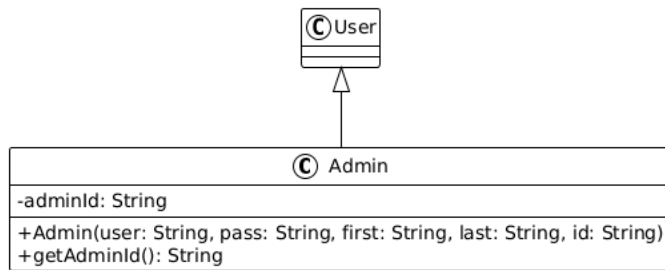 C User
C Admin
-adminId: String
+Admin(user: String, pass: String, first: String, last: String, id: String)
+getAdminId(): String